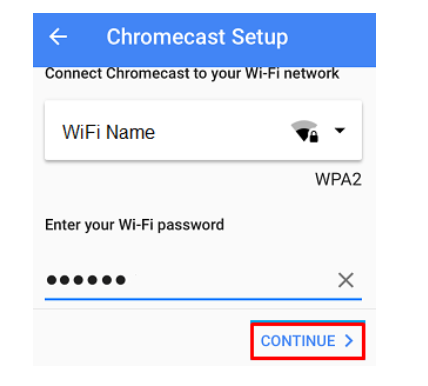 Chromecast Setup
Connect Chromecast to your Wi-Fi network
WiFi Name
WPA2
Enter your Wi-Fi password
••••••
CONTINUE